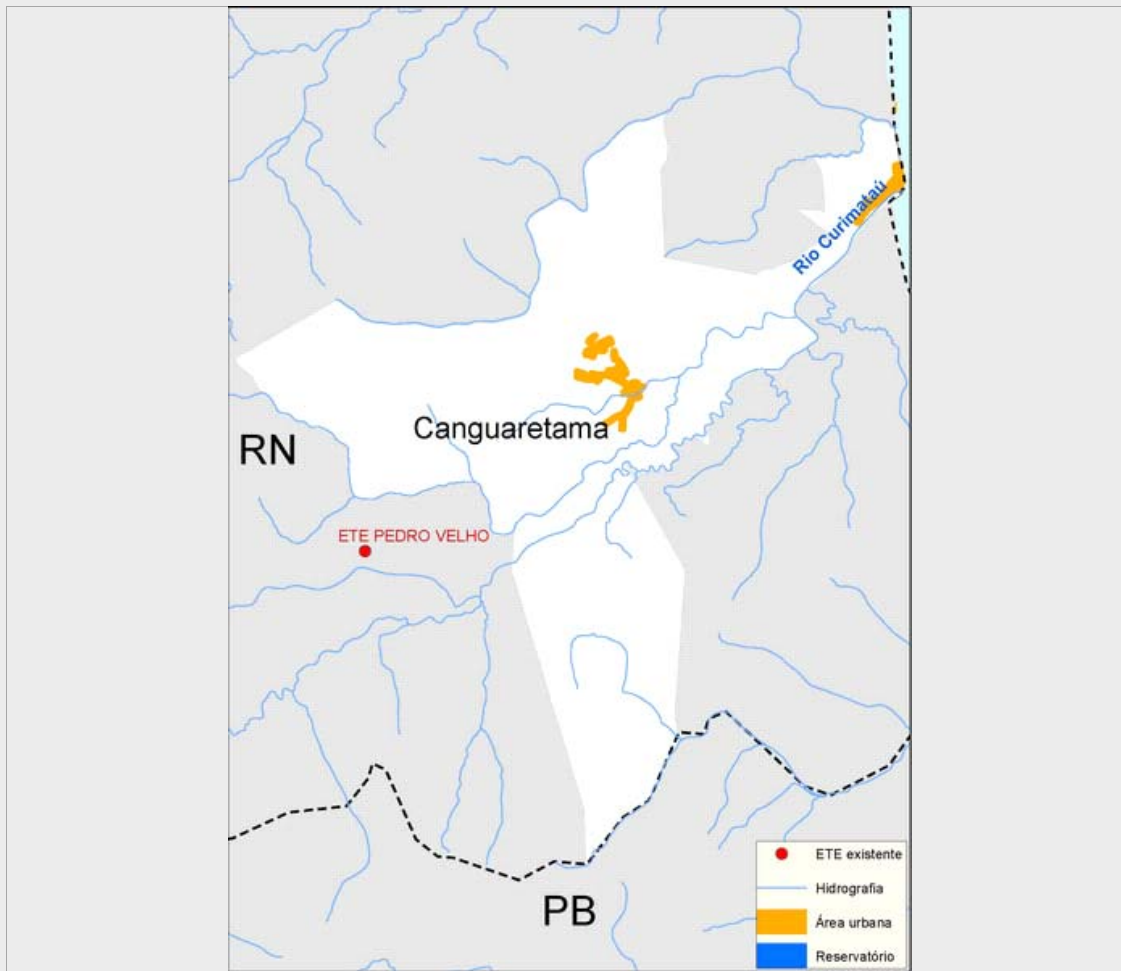 Rio Curimataú
Canguaretama
RN
ETE PEDRO VELHO
PB
ETE existente
Hidrografia
Área urbana
Reservatório